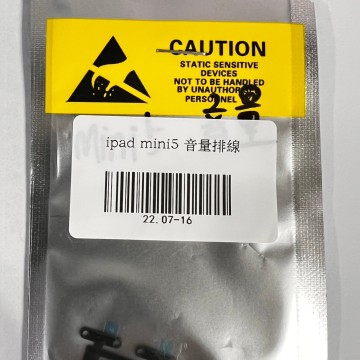 CAUTION
STATIC SENSITIVE
DEVICES
NOT TO BE HANDLED
BY UNAUTHORIZED
PERSONNEL
ipad mini5 音量排線
22.07-16